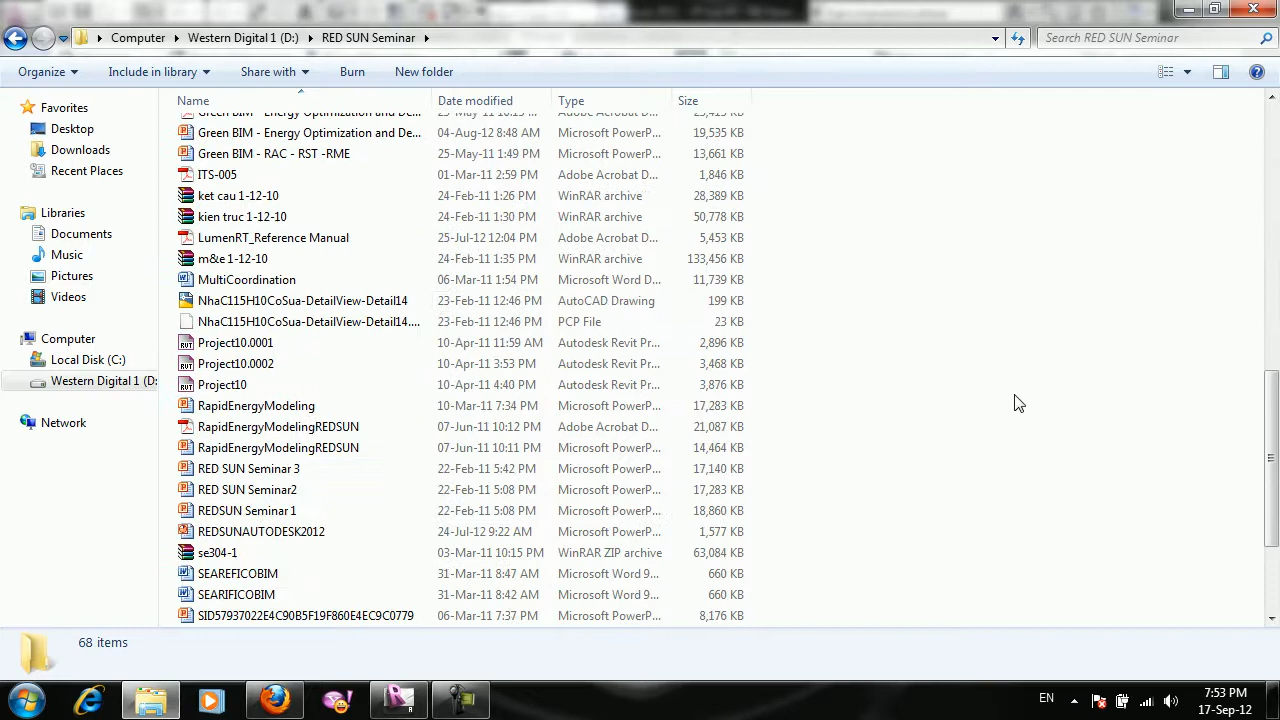 Computer Western Digital 1 (D:) RED SUN Seminar Search RED SUN Seminar
Organize Include in library Share with Burn New folder
Favorites
Desktop
Downloads
Recent Places
Libraries
Documents
Music
Pictures
Videos
Computer
Local Disk (C:)
Western Digital 1 (D:
Network
Name Date modified Type Size
Green BIM - Energy Optimization and De... Adobe Acrobat D...
Green BIM - Energy Optimization and De... 04-Aug-12 8:48 AM Microsoft PowerP... 19,535 KB
Green BIM - RAC - RST -RME 25-May-11 1:49 PM Microsoft PowerP... 13,661 KB
ITS-005 01-Mar-11 2:59 PM Adobe Acrobat D... 1,846 KB
ket cau 1-12-10 24-Feb-11 1:26 PM WinRAR archive 28,389 KB
kien truc 1-12-10 24-Feb-11 1:30 PM WinRAR archive 50,778 KB
LumenRT_Reference Manual 25-Jul-12 12:04 PM Adobe Acrobat D... 5,453 KB
m&e 1-12-10 24-Feb-11 1:35 PM WinRAR archive 133,456 KB
MultiCoordination 06-Mar-11 1:54 PM Microsoft Word D... 11,739 KB
NhaC115H10CoSua-DetailView-Detail14 23-Feb-11 12:46 PM AutoCAD Drawing 199 KB
NhaC115H10CoSua-DetailView-Detail14.... 23-Feb-11 12:46 PM PCP File 23 KB
Project10.0001 10-Apr-11 11:59 AM Autodesk Revit Pr... 2,896 KB
Project10.0002 10-Apr-11 3:53 PM Autodesk Revit Pr... 3,468 KB
Project10 10-Apr-11 4:40 PM Autodesk Revit Pr... 3,876 KB
RapidEnergyModeling 10-Mar-11 7:34 PM Microsoft PowerP... 17,283 KB
RapidEnergyModelingREDSUN 07-Jun-11 10:12 PM Adobe Acrobat D... 21,087 KB
RapidEnergyModelingREDSUN 07-Jun-11 10:11 PM Microsoft PowerP... 14,464 KB
RED SUN Seminar 3 22-Feb-11 5:42 PM Microsoft PowerP... 17,140 KB
RED SUN Seminar2 22-Feb-11 5:08 PM Microsoft PowerP... 17,283 KB
REDSUN Seminar 1 22-Feb-11 5:08 PM Microsoft PowerP... 18,860 KB
REDSUNAUTODESK2012 24-Jul-12 9:22 AM Microsoft PowerP... 1,577 KB
se304-1 03-Mar-11 10:15 PM WinRAR ZIP archive 63,084 KB
SEAREFICOBIM 31-Mar-11 8:47 AM Microsoft Word 9... 660 KB
SEARIFICOBIM 31-Mar-11 8:42 AM Microsoft Word 9... 660 KB
SID57937022E4C90B5F19F860E4EC9C0779 06-Mar-11 7:37 PM Microsoft PowerP... 8,176 KB
68 items
EN 7:53 PM
17-Sep-12